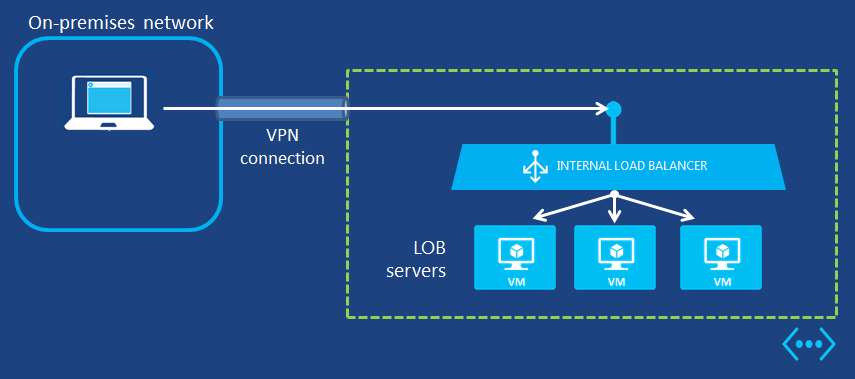 On-premises network
VPN
connection
INTERNAL LOAD BALANCER
LOB
servers
VM
VM
VM